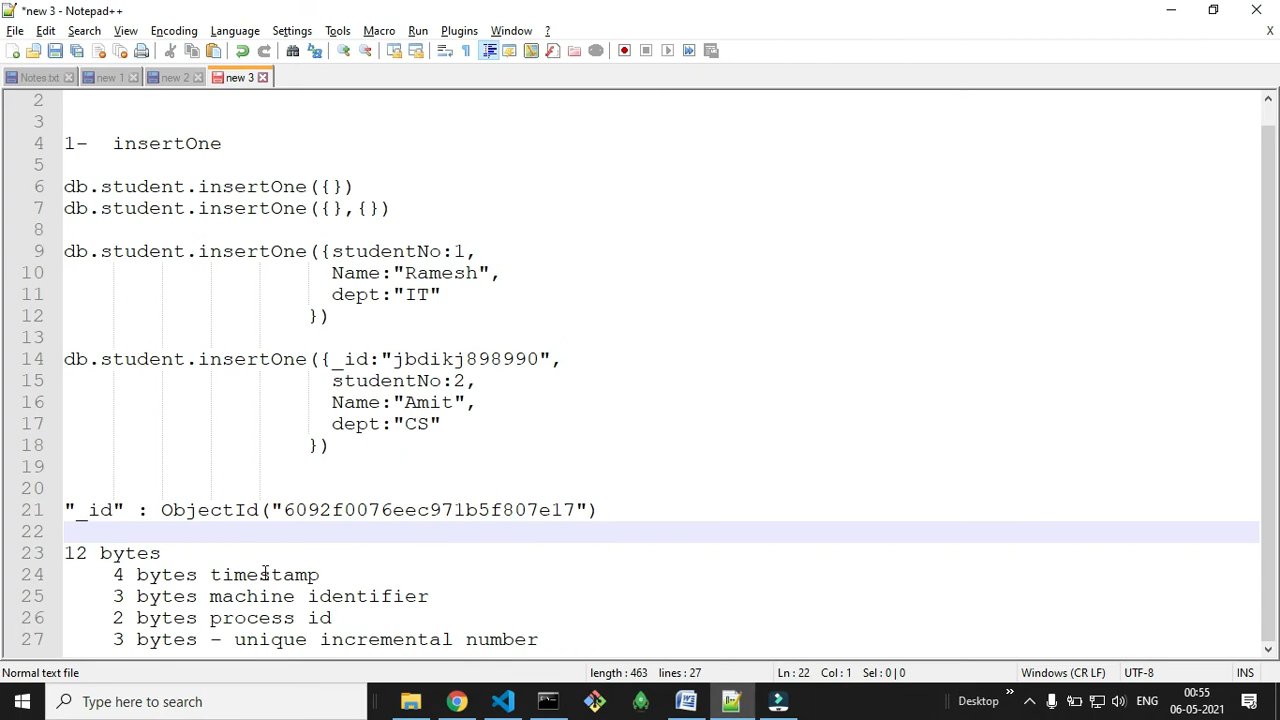 *new 3 - Notepad++
File Edit Search View Encoding Language Settings Tools Macro Run Plugins Window ? X
Notes.txt new 1 new 2 new 3
2
3
4 1- insertOne
5
6 db.student.insertOne({})
7 db.student.insertOne({},{})
8
9 db.student.insertOne({studentNo:1,
10 Name:"Ramesh",
11 dept:"IT"
12 })
13
14 db.student.insertOne({_id:"jbdikj898990",
15 studentNo:2,
16 Name:"Amit",
17 dept:"CS"
18 })
19
20
21 "_id" : ObjectId("6092f0076eec971b5f807e17")
22
23 12 bytes
24 4 bytes timestamp
25 3 bytes machine identifier
26 2 bytes process id
27 3 bytes - unique incremental number
Normal text file length : 463 lines : 27 Ln : 22 Col : 1 Sel : 0 | 0 Windows (CR LF) UTF-8 INS
Type here to search Desktop » ENG 00:55
06-05-2021